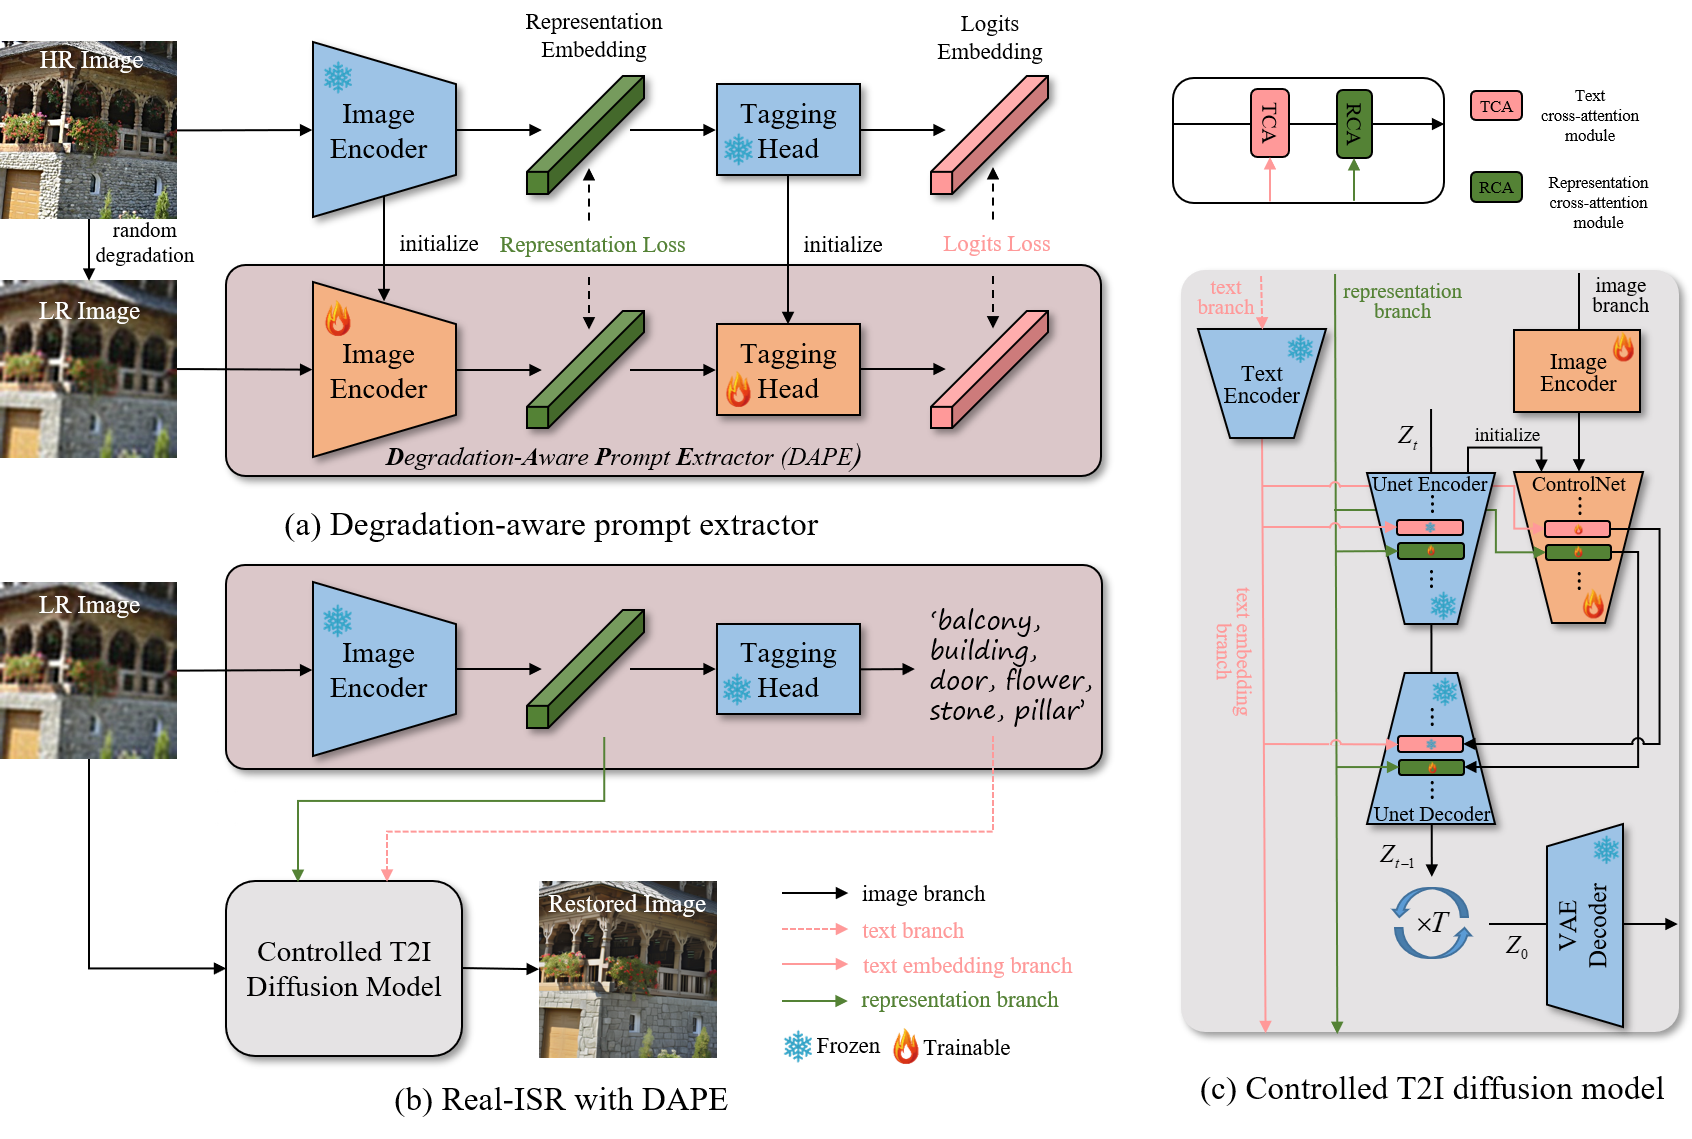 HR Image
Image
Encoder
Representation
Embedding
Tagging
Head
Logits
Embedding
random
degradation
initialize
Representation Loss
initialize
Logits Loss
LR Image
Image
Encoder
Tagging
Head
Degradation-Aware Prompt Extractor (DAPE)
(a) Degradation-aware prompt extractor
LR Image
Image
Encoder
Tagging
Head
‘balcony,
building,
door, flower,
stone, pillar’
Controlled T2I
Diffusion Model
Restored Image
image branch
text branch
text embedding branch
representation branch
Frozen
Trainable
(b) Real-ISR with DAPE
TCA
RCA
TCA
Text
cross-attention
module
RCA
Representation
cross-attention
module
text
branch
representation
branch
image
branch
Text
Encoder
Image
Encoder
Z_t
initialize
Unet Encoder
ControlNet
text embedding
branch
Unet Decoder
Z_{t-1}
×T
Z_0
VAE
Decoder
(c) Controlled T2I diffusion model